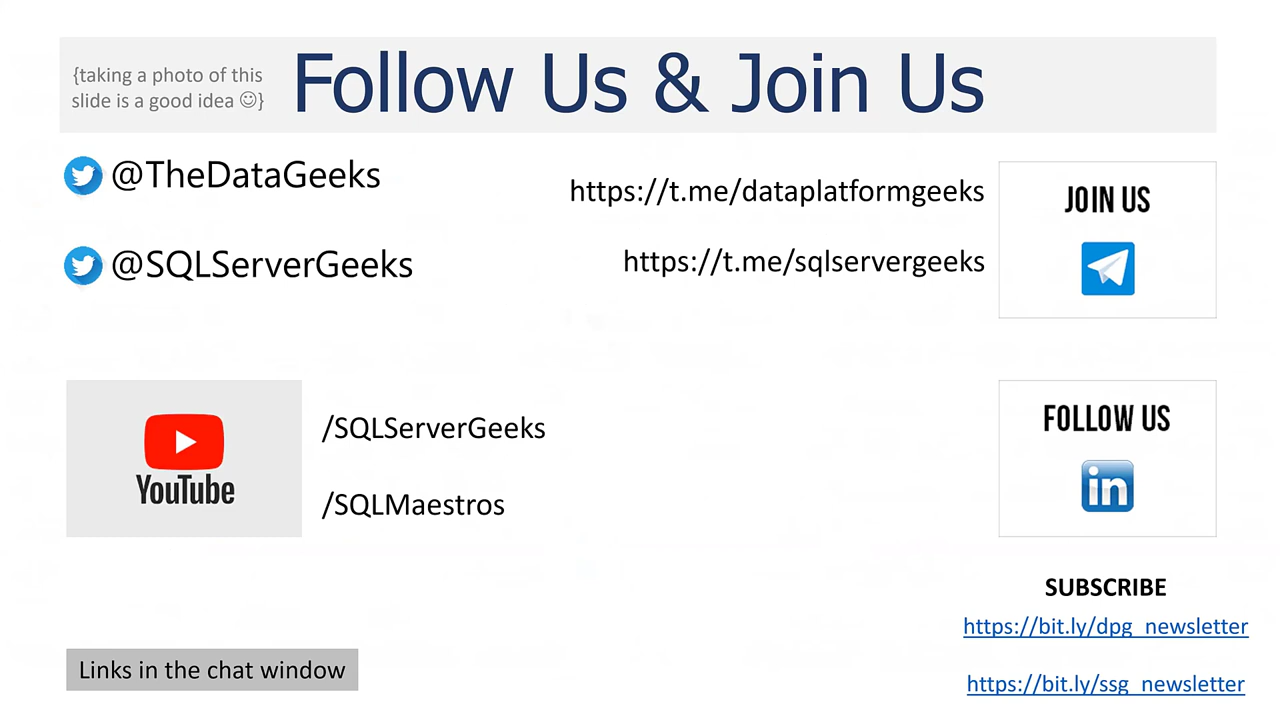 {taking a photo of this
slide is a good idea ☺}
Follow Us & Join Us
@TheDataGeeks
@SQLServerGeeks
https://t.me/dataplatformgeeks
https://t.me/sqlservergeeks
JOIN US
YouTube
/SQLServerGeeks
/SQLMaestros
FOLLOW US
in
SUBSCRIBE
https://bit.ly/dpg_newsletter
https://bit.ly/ssg_newsletter
Links in the chat window